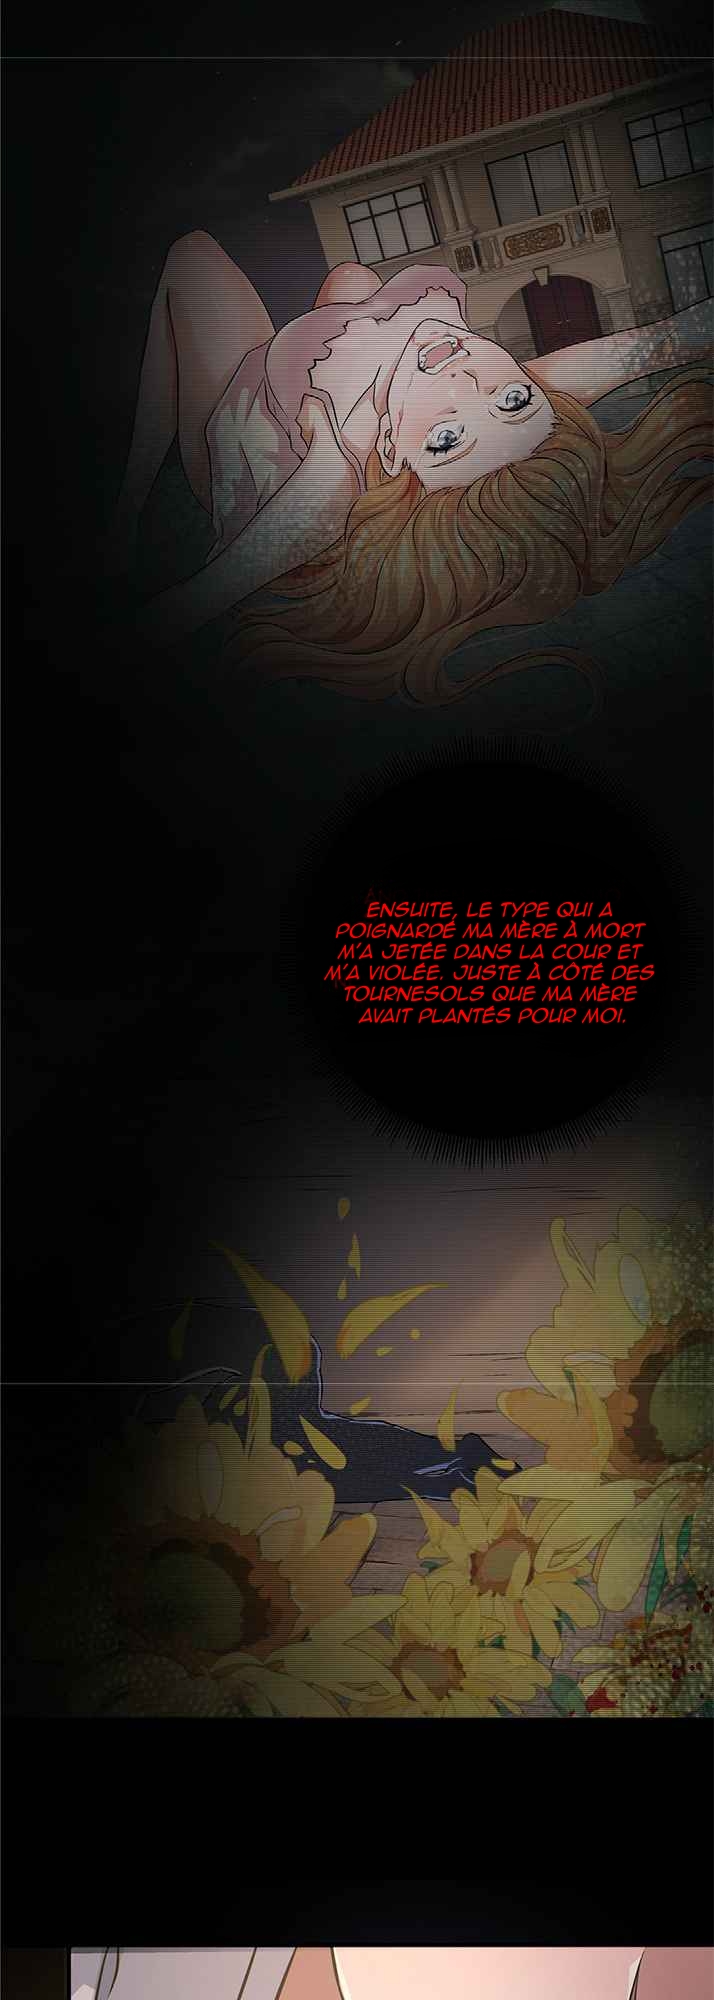 ENSUITE, LE TYPE QUI A
POIGNARDÉ MA MÈRE À MORT
M'A JETÉE DANS LA COUR ET
M'A VIOLÉE. JUSTE À CÔTÉ DES
TOURNESOLS QUE MA MÈRE
AVAIT PLANTÉS POUR MOI.